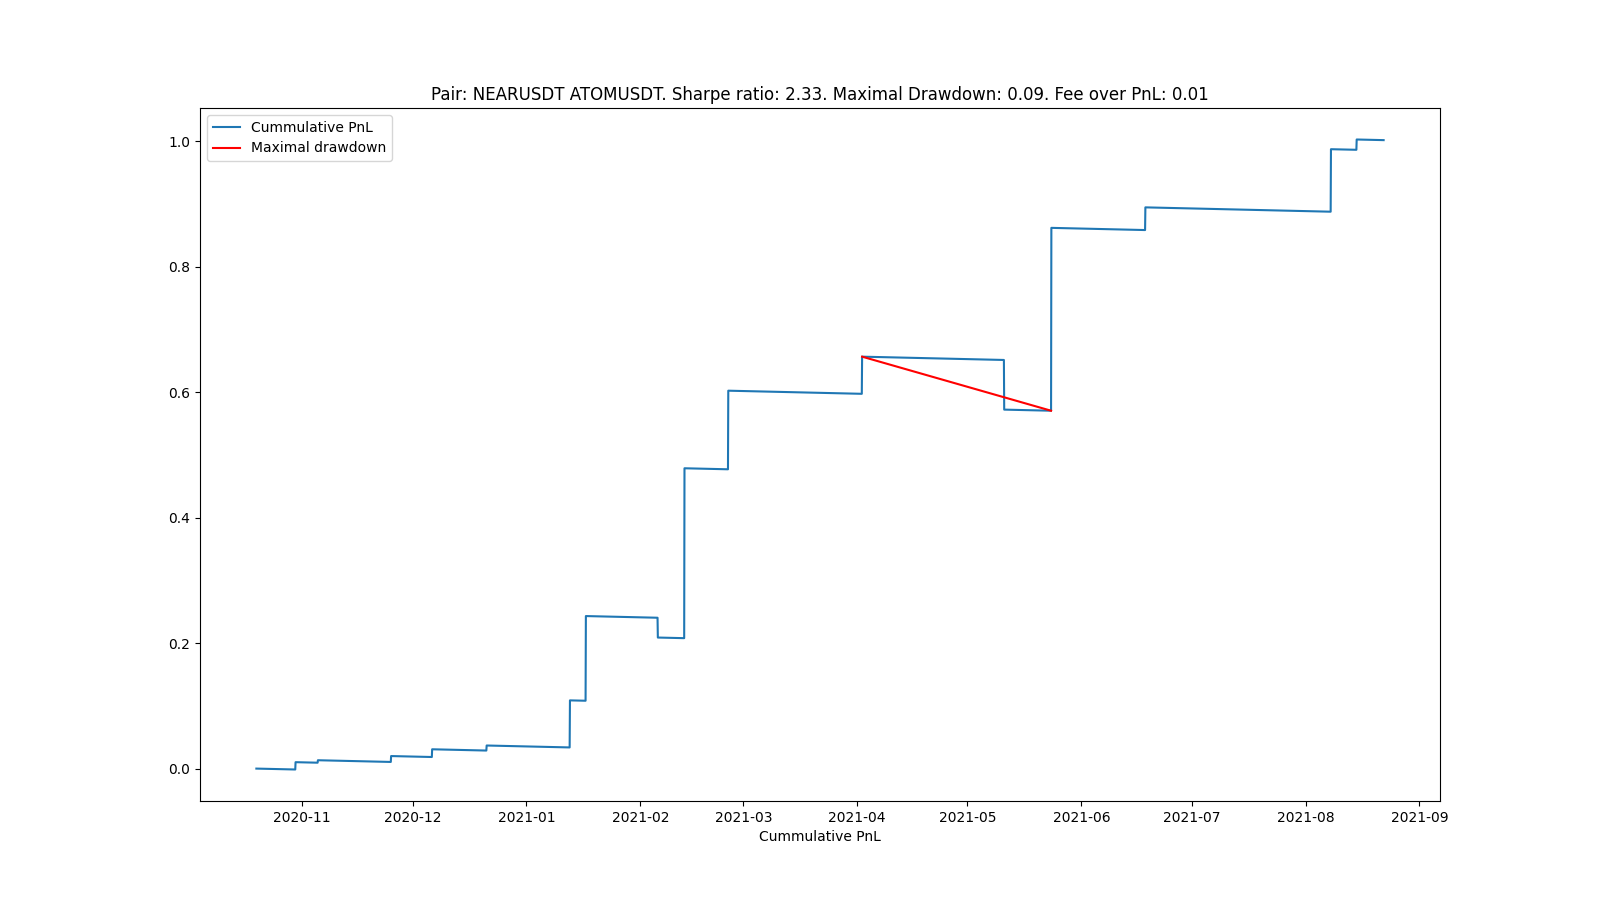 Pair: NEARUSDT ATOMUSDT. Sharpe ratio: 2.33. Maximal Drawdown: 0.09. Fee over PnL: 0.01
Cummulative PnL
Maximal drawdown
1.0
0.8
0.6
0.4
0.2
0.0
2020-11 2020-12 2021-01 2021-02 2021-03 2021-04 2021-05 2021-06 2021-07 2021-08 2021-09
Cummulative PnL